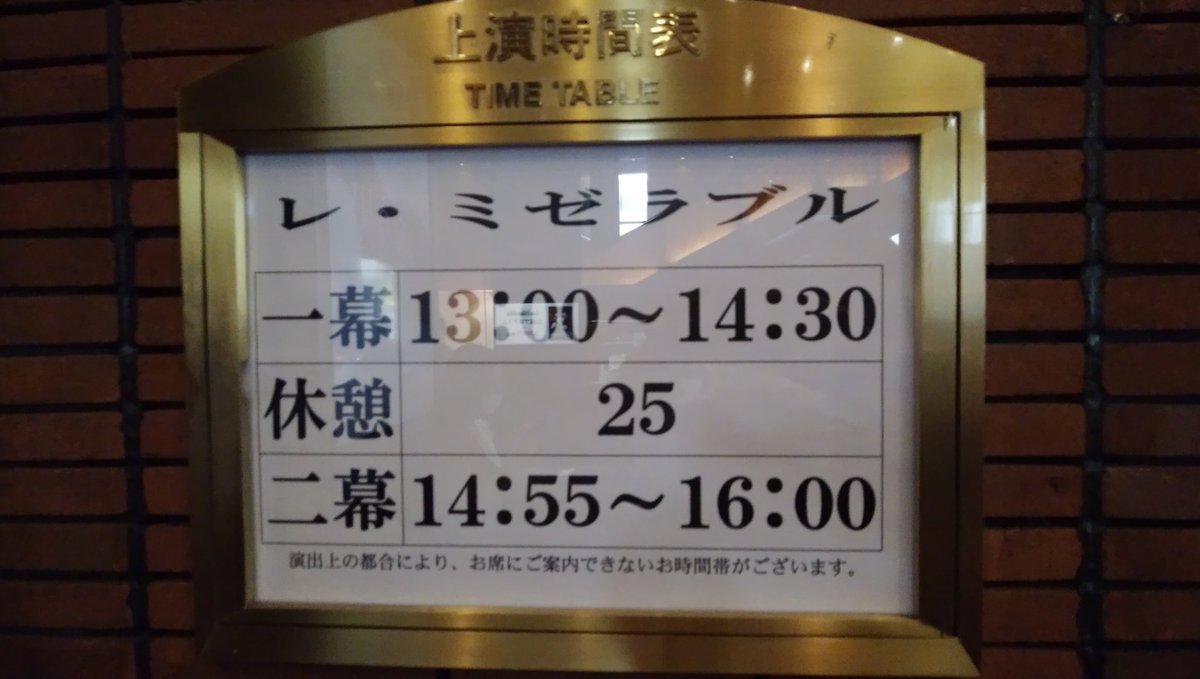 上演時間表
TIME TABLE
レ・ミゼラブル
一幕 13:00～14:30
休憩 25
二幕 14:55～16:00
演出上の都合により、お席にご案内できないお時間帯がございます。